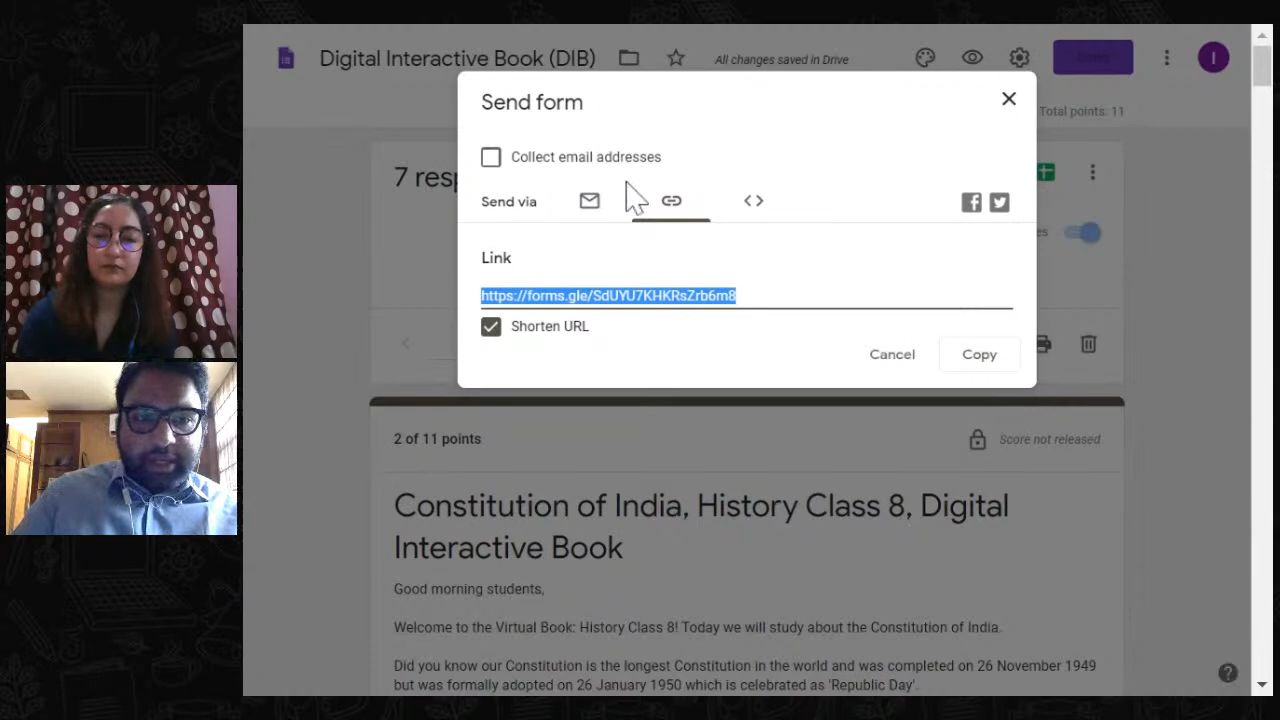 Digital Interactive Book (DIB)
All changes saved in Drive
I
Total points: 11
Send form
Collect email addresses
7 resp
Send via
es
Link
https://forms.gle/SdUYU7KHKRsZrb6m8
Shorten URL
Cancel
Copy
2 of 11 points
Score not released
Constitution of India, History Class 8, Digital
Interactive Book
Good morning students,
Welcome to the Virtual Book: History Class 8! Today we will study about the Constitution of India.
Did you know our Constitution is the longest Constitution in the world and was completed on 26 November 1949
but was formally adopted on 26 January 1950 which is celebrated as 'Republic Day'.